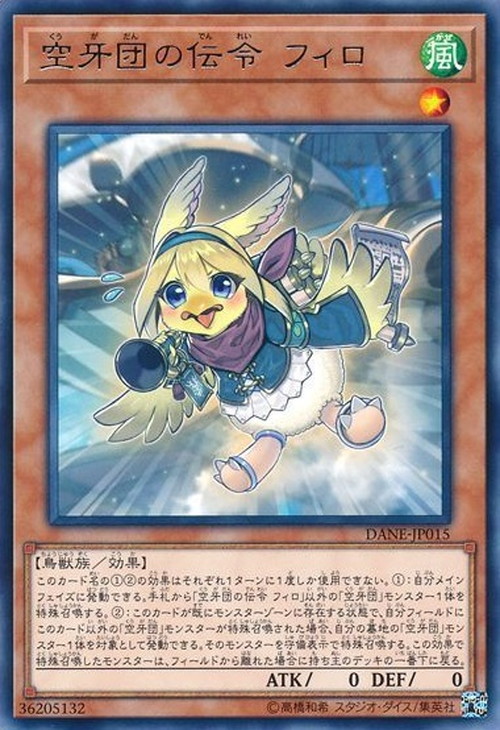 空牙団の伝令 フィロ
風
DANE-JP015
【鳥獣族／効果】
このカード名の①②の効果はそれぞれ1ターンに1度しか使用できない。①：自分メイン
フェイズに発動できる。手札から「空牙団の伝令 フィロ」以外の「空牙団」モンスター1体を
特殊召喚する。②：このカードが既にモンスターゾーンに存在する状態で、自分フィールドに
このカード以外の「空牙団」モンスターが特殊召喚された場合、自分の墓地の「空牙団」モン
スター1体を対象として発動できる。そのモンスターを守備表示で特殊召喚する。この効果で
特殊召喚したモンスターは、フィールドから離れた場合に持ち主のデッキの一番下に戻る。
ATK/ 0 DEF/ 0
36205132
©高橋和希 スタジオ・ダイス/集英社